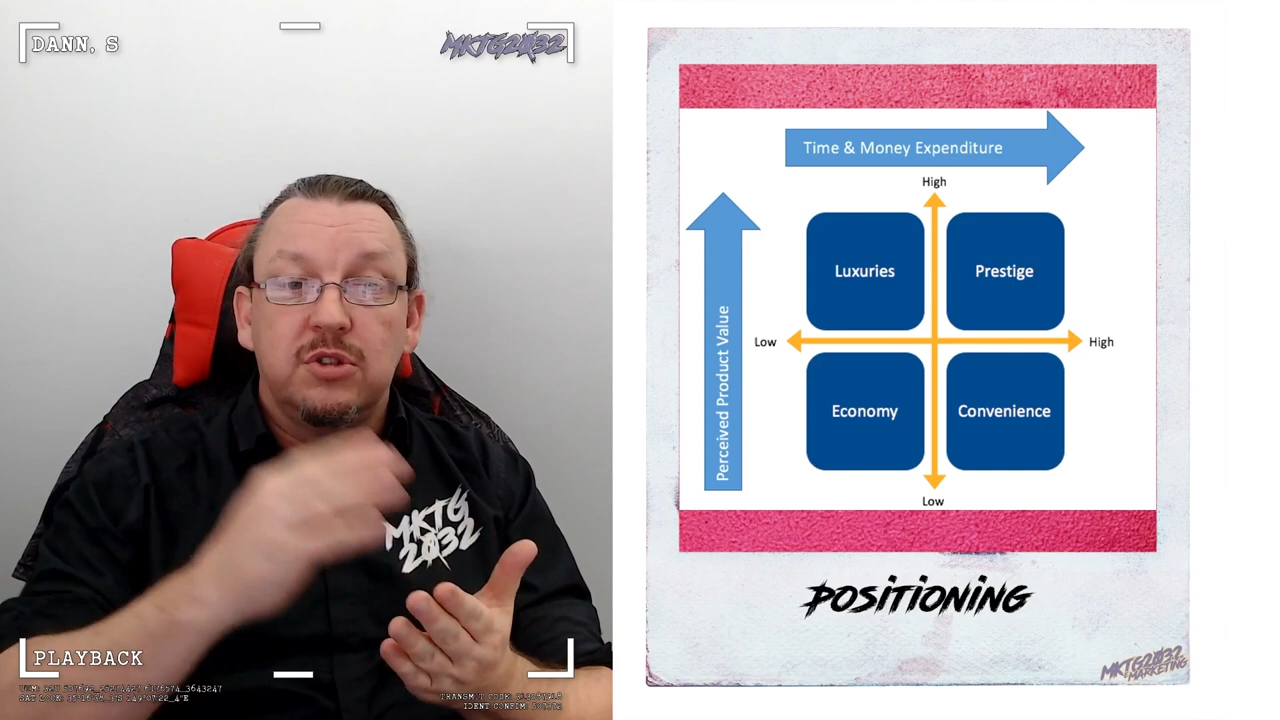 DANN, S
MKTG2032
MKTG
2032
PLAYBACK
Time & Money Expenditure
High
Luxuries
Prestige
Perceived Product Value
Low
High
Economy
Convenience
Low
POSITIONING
MKTG2032
MARKETING